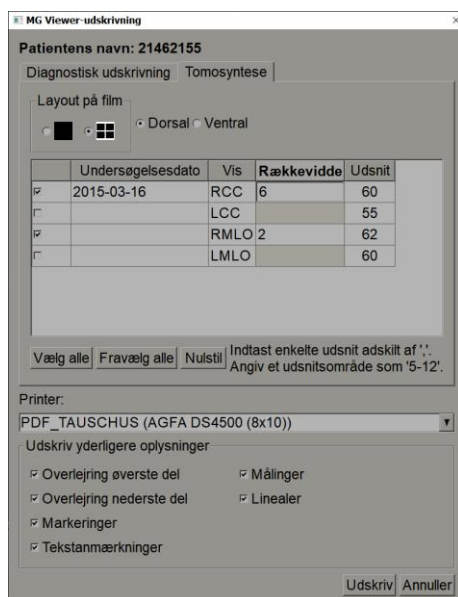 MG Viewer-udskrivning
Patientens navn: 21462155
Diagnostisk udskrivning Tomosyntese
Layout på film
Dorsal Ventral
Undersøgelsesdato Vis Rækkevidde Udsnit
2015-03-16 RCC 6 60
LCC 55
RMLO 2 62
LMLO 60
Vælg alle Fravælg alle Nulstil Indtast enkelte udsnit adskilt af ','.
Angiv et udsnitsområde som '5-12'.
Printer:
PDF_TAUSCHUS (AGFA DS4500 (8x10))
Udskriv yderligere oplysninger
Overlejring øverste del Målinger
Overlejring nederste del Linealer
Markeringer
Tekstanmærkninger
Udskriv Annuller